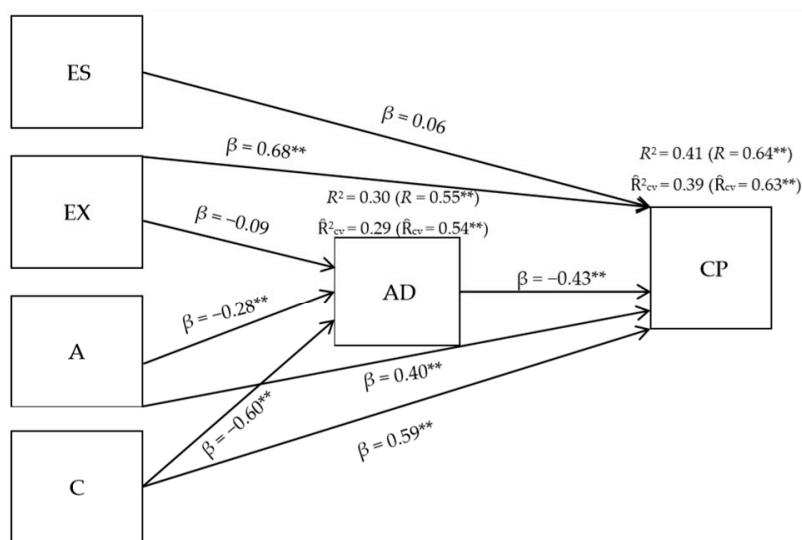 ES
β = 0.06
EX
β = 0.68**
R² = 0.41 (R = 0.64**)
R̂²cv = 0.39 (R̂cv = 0.63**)
β = −0.09
R² = 0.30 (R = 0.55**)
R̂²cv = 0.29 (R̂cv = 0.54**)
AD
β = −0.43**
CP
A
β = −0.28**
β = 0.40**
β = −0.60**
β = 0.59**
C